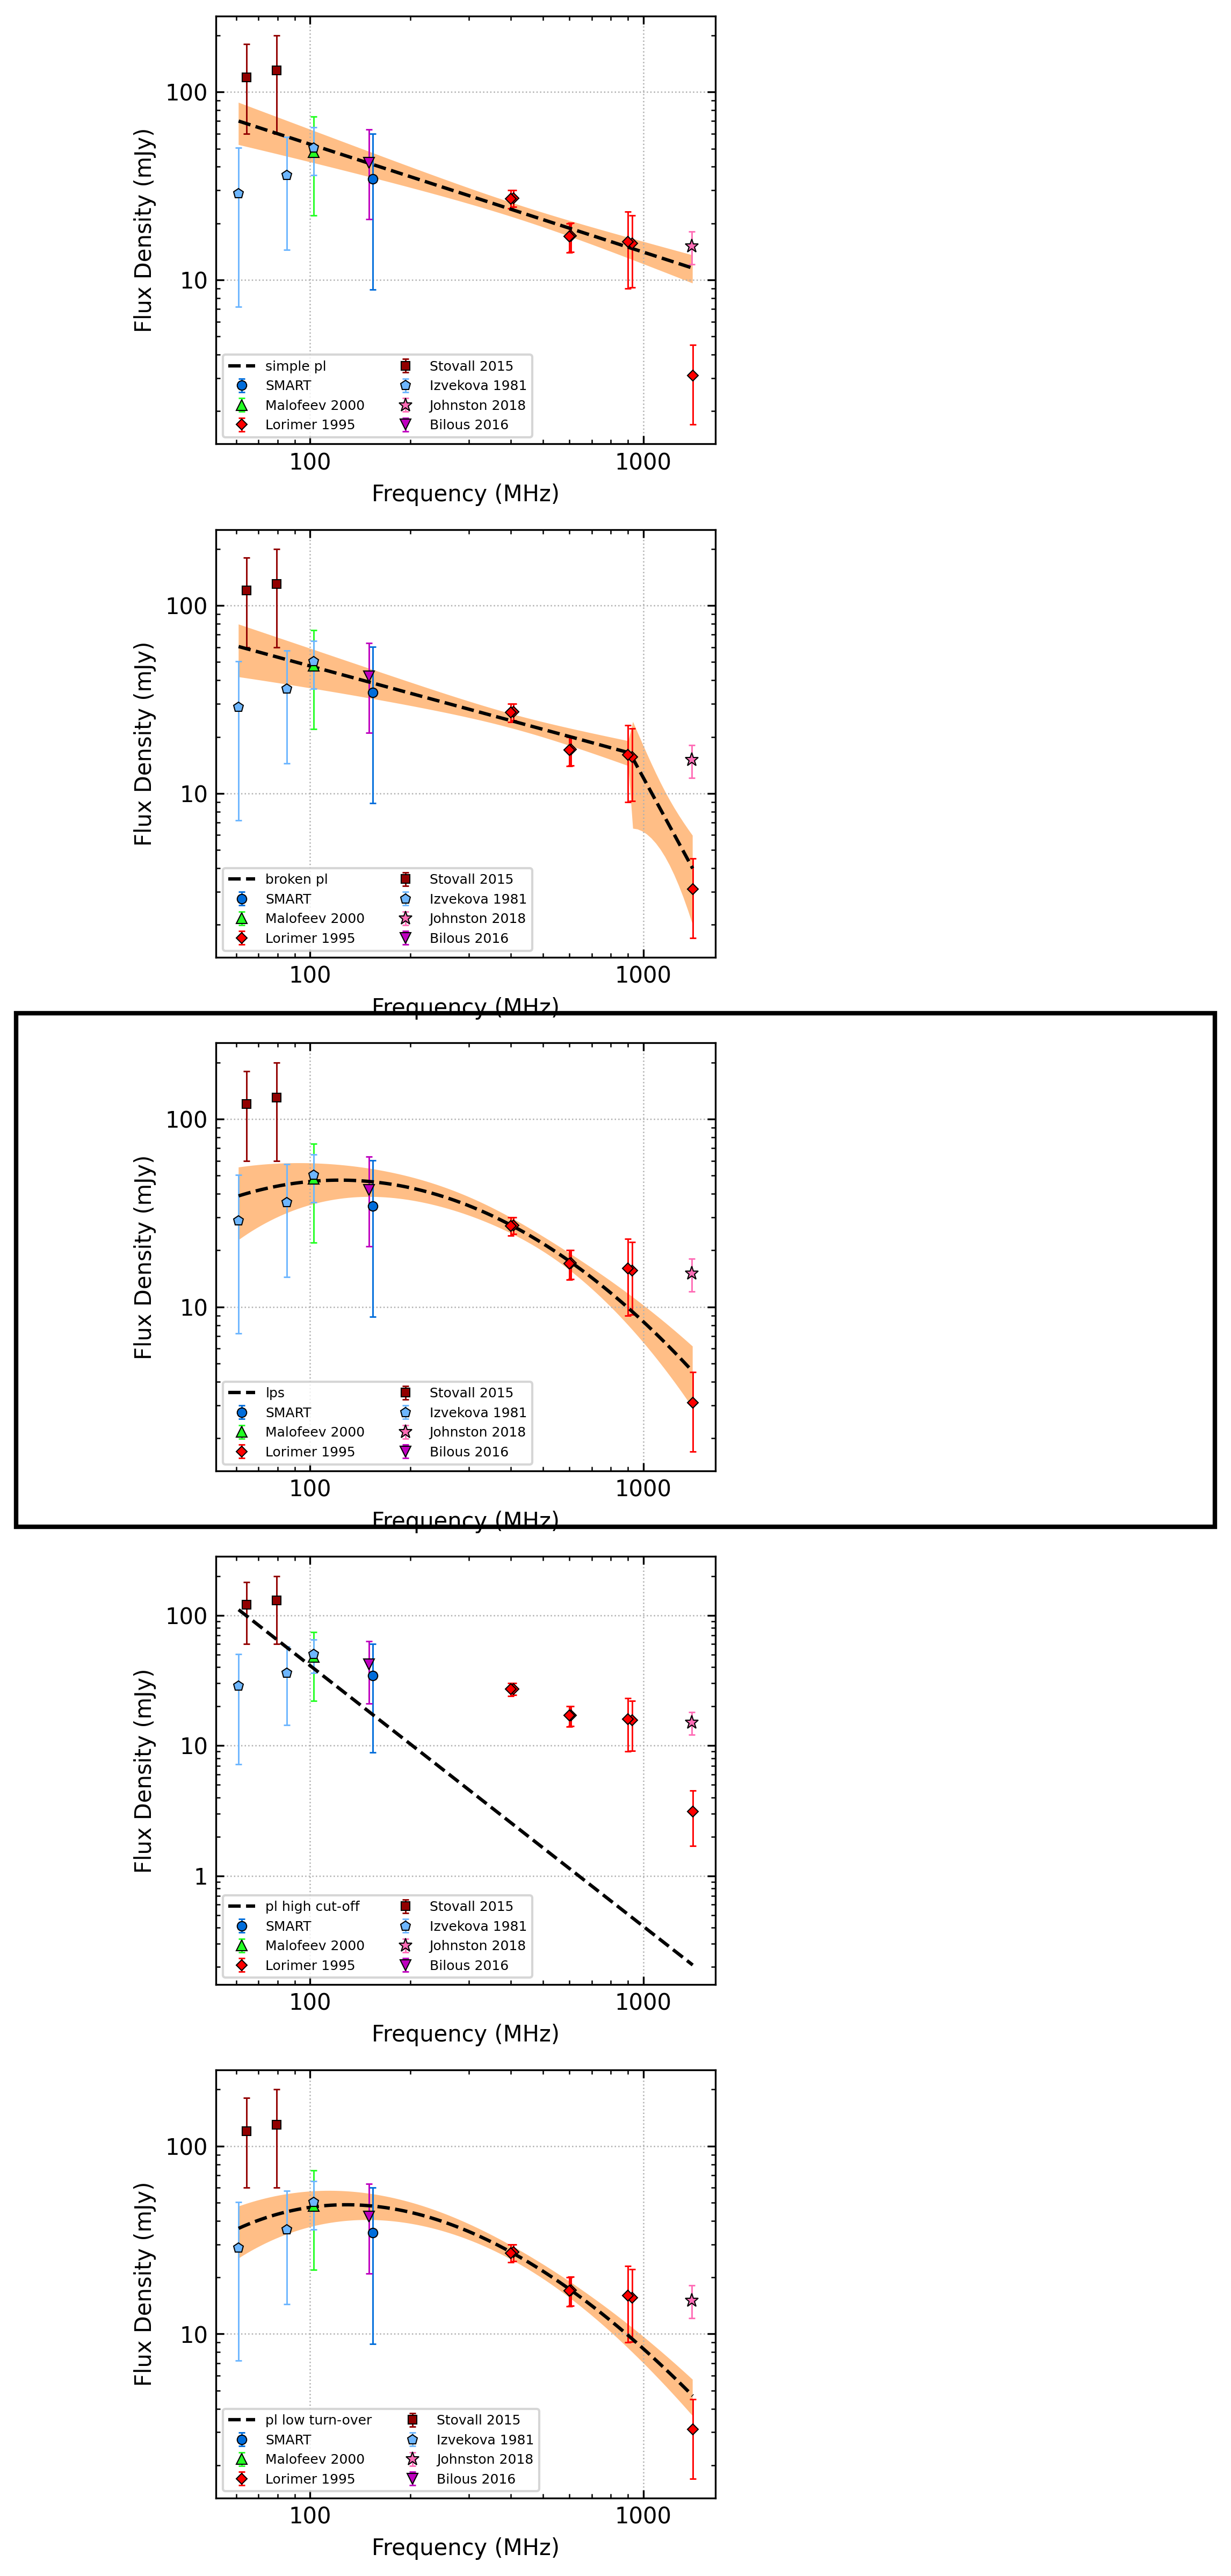 100
10
Flux Density (mJy)
simple pl
SMART
Malofeev 2000
Lorimer 1995
Stovall 2015
Izvekova 1981
Johnston 2018
Bilous 2016
100 1000
Frequency (MHz)
100
10
Flux Density (mJy)
broken pl
SMART
Malofeev 2000
Lorimer 1995
Stovall 2015
Izvekova 1981
Johnston 2018
Bilous 2016
100 1000
Frequency (MHz)
100
10
Flux Density (mJy)
lps
SMART
Malofeev 2000
Lorimer 1995
Stovall 2015
Izvekova 1981
Johnston 2018
Bilous 2016
100 1000
Frequency (MHz)
100
10
1
Flux Density (mJy)
pl high cut-off
SMART
Malofeev 2000
Lorimer 1995
Stovall 2015
Izvekova 1981
Johnston 2018
Bilous 2016
100 1000
Frequency (MHz)
100
10
Flux Density (mJy)
pl low turn-over
SMART
Malofeev 2000
Lorimer 1995
Stovall 2015
Izvekova 1981
Johnston 2018
Bilous 2016
100 1000
Frequency (MHz)